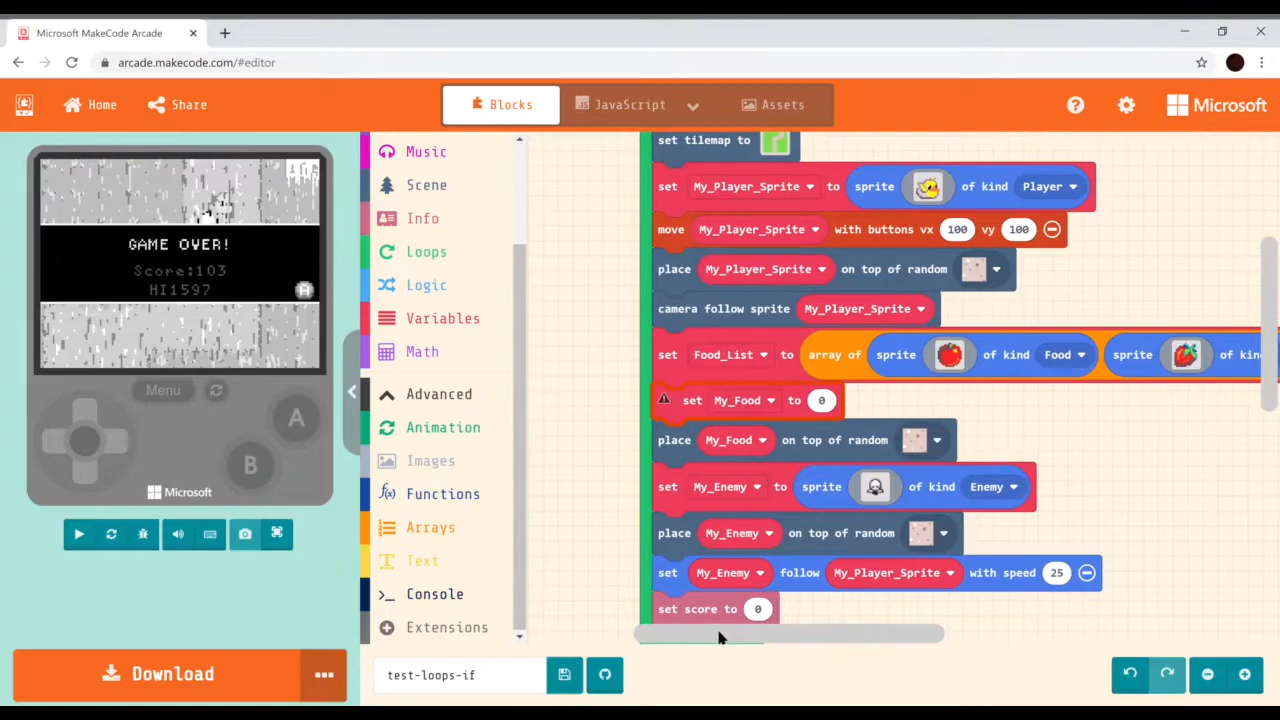 Microsoft MakeCode Arcade
arcade.makecode.com/#editor
Home
Share
Blocks
JavaScript
Assets
Microsoft
GAME OVER!
Score:103
HI1597
A
Menu
A
B
Microsoft
Download
Music
Scene
Info
Loops
Logic
Variables
Math
Advanced
Animation
Images
Functions
Arrays
Text
Console
Extensions
set tilemap to
set My_Player_Sprite to sprite of kind Player
move My_Player_Sprite with buttons vx 100 vy 100
place My_Player_Sprite on top of random
camera follow sprite My_Player_Sprite
set Food_List to array of sprite of kind Food sprite of kin
set My_Food to 0
place My_Food on top of random
set My_Enemy to sprite of kind Enemy
place My_Enemy on top of random
set My_Enemy follow My_Player_Sprite with speed 25
set score to 0
test-loops-if